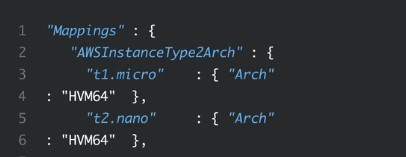 1 "Mappings" : {
2 "AWSInstanceType2Arch" : {
3 "t1.micro" : { "Arch"
4 : "HVM64" },
5 "t2.nano" : { "Arch"
6 : "HVM64" },